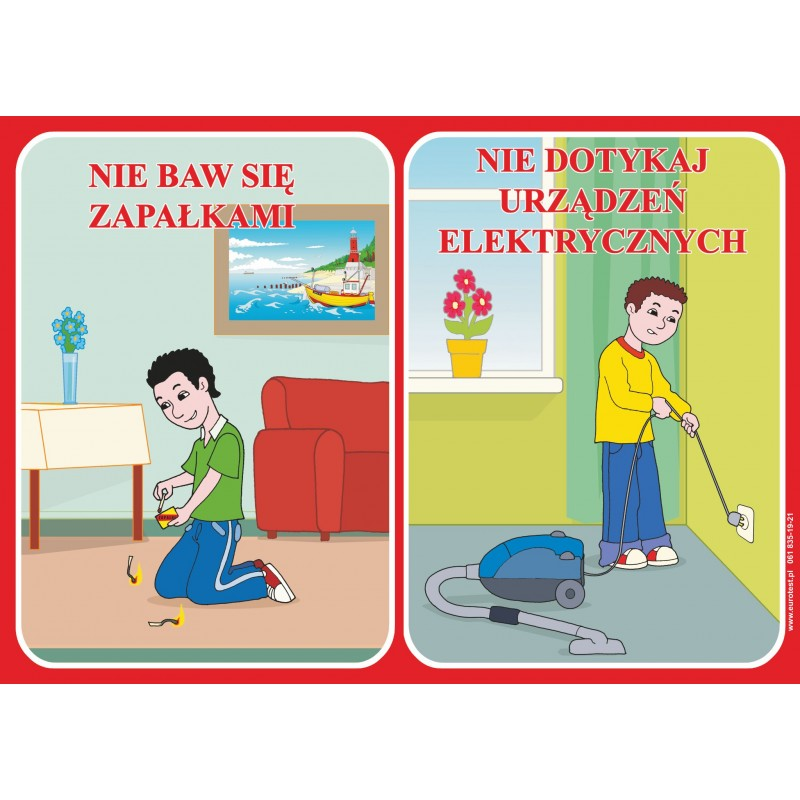 NIE BAW SIĘ
ZAPAŁKAMI
NIE DOTYKAJ
URZĄDZEŃ
ELEKTRYCZNYCH
www.eurotest.pl 061 835-19-21